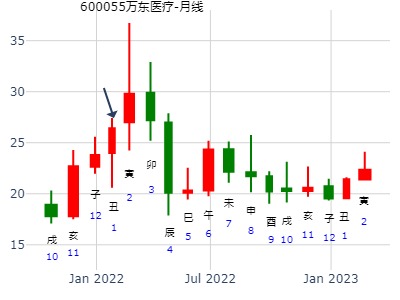 600055万东医疗-月线
35
30
25
20
15
戌
10
亥
11
子
12
丑
1
寅
2
卯
3
辰
4
巳
5
午
6
未
7
申
8
酉
9
戌
10
亥
11
子
12
丑
1
寅
2
Jan 2022
Jul 2022
Jan 2023